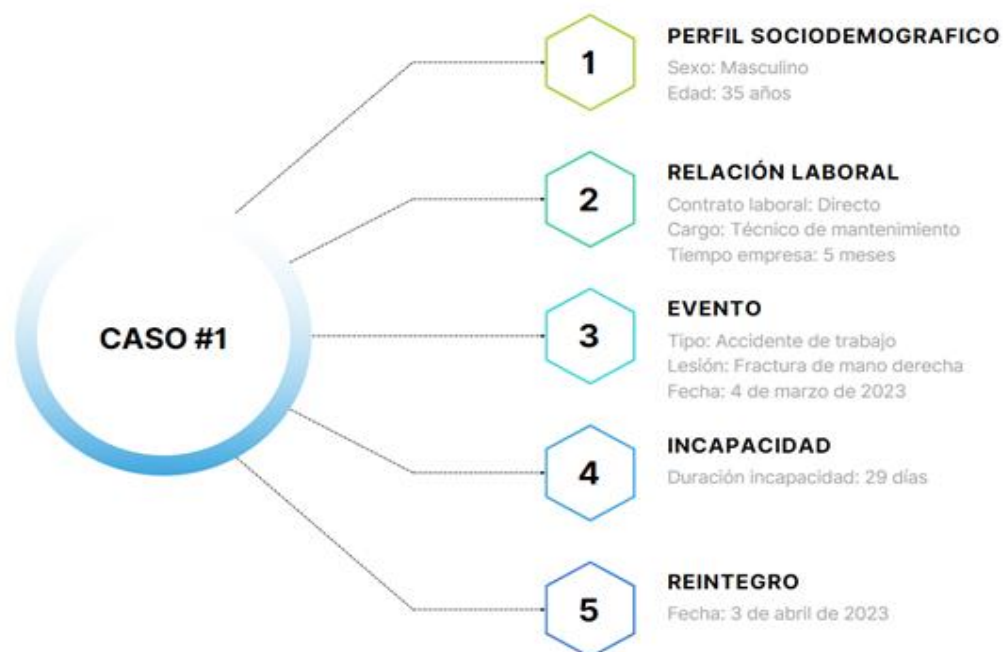 CASO #1
1
PERFIL SOCIODEMOGRAFICO
Sexo: Masculino
Edad: 35 años
2
RELACIÓN LABORAL
Contrato laboral: Directo
Cargo: Técnico de mantenimiento
Tiempo empresa: 5 meses
3
EVENTO
Tipo: Accidente de trabajo
Lesión: Fractura de mano derecha
Fecha: 4 de marzo de 2023
4
INCAPACIDAD
Duración incapacidad: 29 días
5
REINTEGRO
Fecha: 3 de abril de 2023